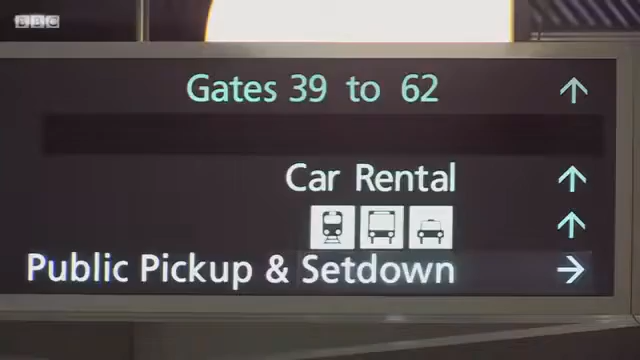 BBC
Gates 39 to 62
Car Rental
Public Pickup & Setdown